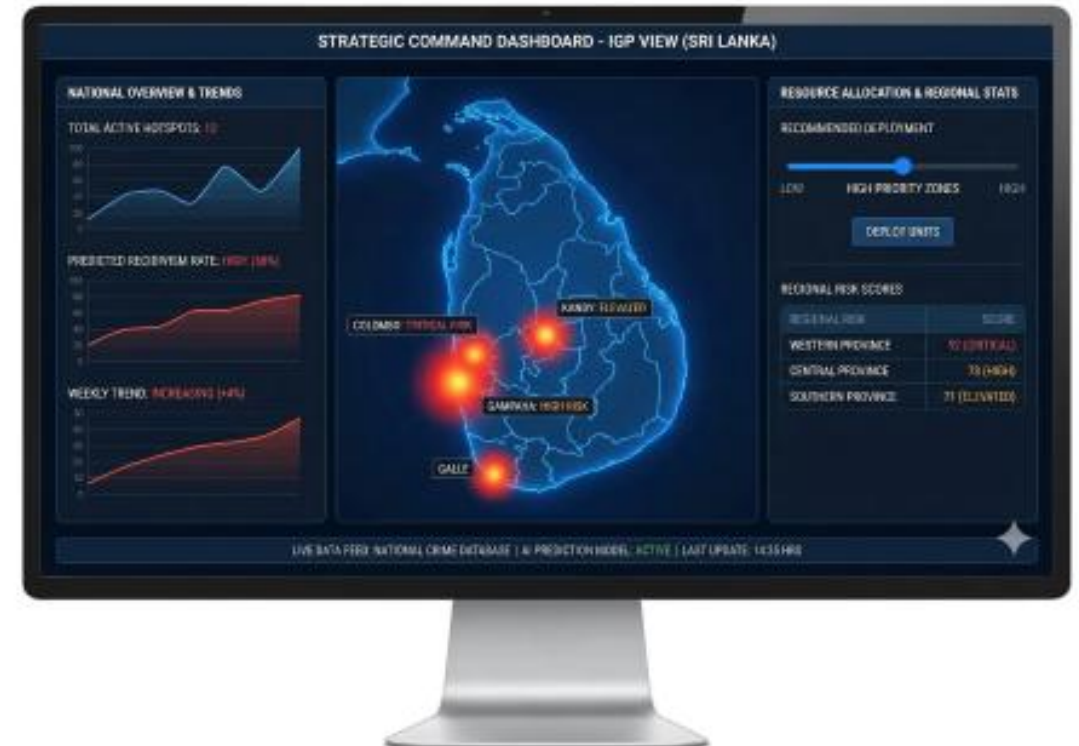 STRATEGIC COMMAND DASHBOARD - IGP VIEW (SRI LANKA)
NATIONAL OVERVIEW & TRENDS
TOTAL ACTIVE HOTSPOTS:
PREDICTED RECIDIVISM RATE: HIGH
WEEKLY TREND: INCREASING (+4%)
COLOMBO: CRITICAL RISK
KANDY: ELEVATED
GAMPAHA: HIGH RISK
GALLE
RESOURCE ALLOCATION & REGIONAL STATS
RECOMMENDED DEPLOYMENT
LOW HIGH PRIORITY ZONES HIGH
DEPLOY UNITS
REGIONAL RISK SCORES
REGIONAL RISK SCORE
WESTERN PROVINCE 92 (CRITICAL)
CENTRAL PROVINCE 78 (HIGH)
SOUTHERN PROVINCE 71 (ELEVATED)
LIVE DATA FEED: NATIONAL CRIME DATABASE | AI PREDICTION MODEL: ACTIVE | LAST UPDATE: 14:35 HRS